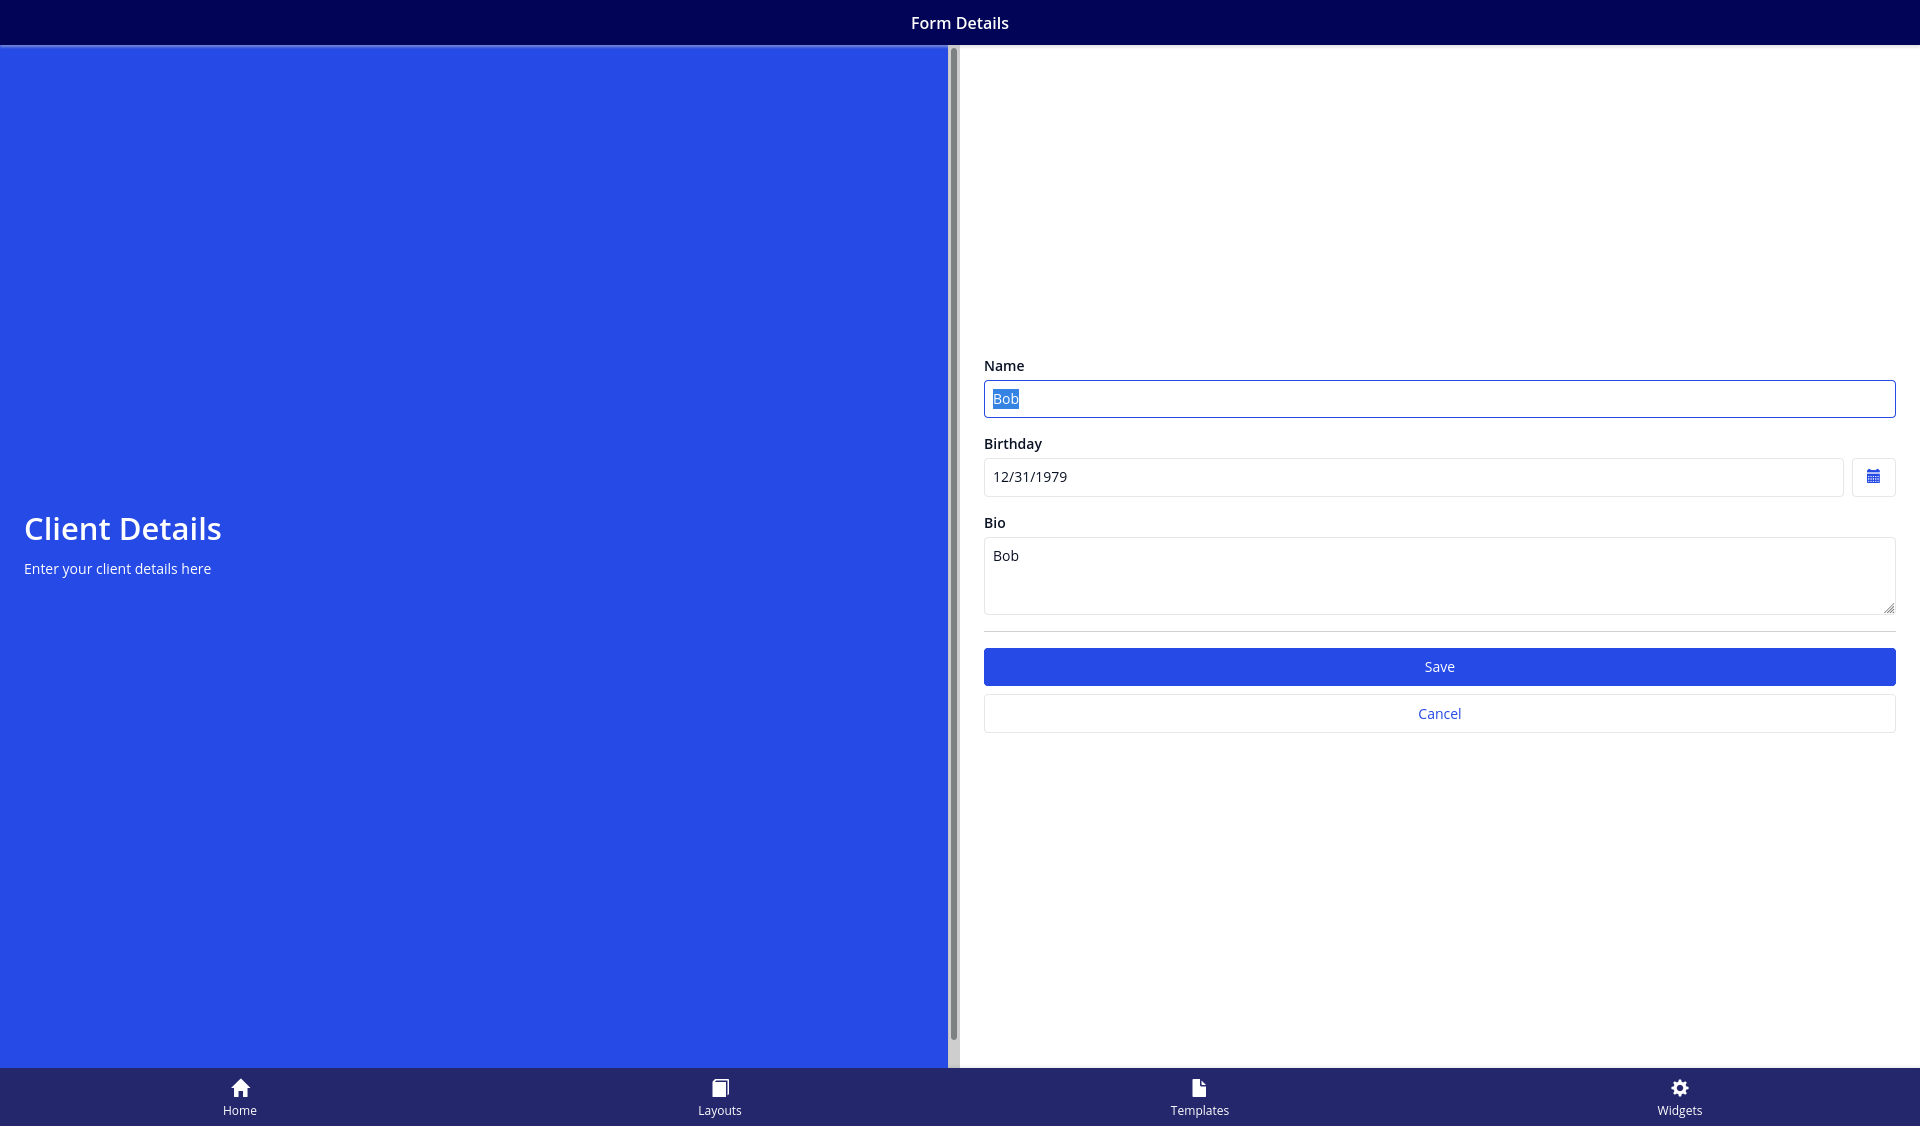 Form Details
Client Details
Enter your client details here
Name
Bob
Birthday
12/31/1979
Bio
Bob
Save
Cancel
Home
Layouts
Templates
Widgets